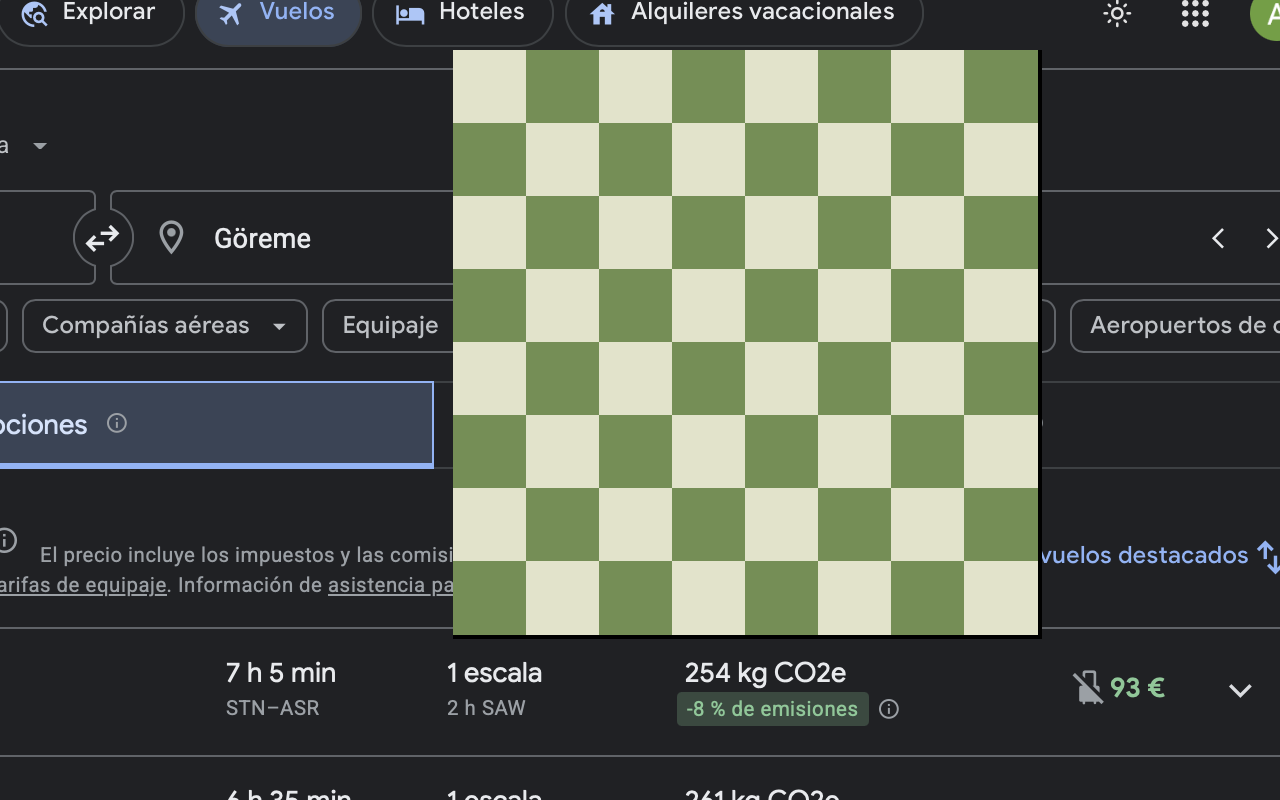 Explorar
Vuelos
Hoteles
Alquileres vacacionales
A
a
Göreme
Compañías aéreas
Equipaje
Aeropuertos de
ociones
El precio incluye los impuestos y las comisi
vuelos destacados
arifas de equipaje. Información de asistencia pa
7 h 5 min
1 escala
254 kg CO2e
93 €
STN–ASR
2 h SAW
-8 % de emisiones
6 h 35 min
1 escala
261 kg CO2e